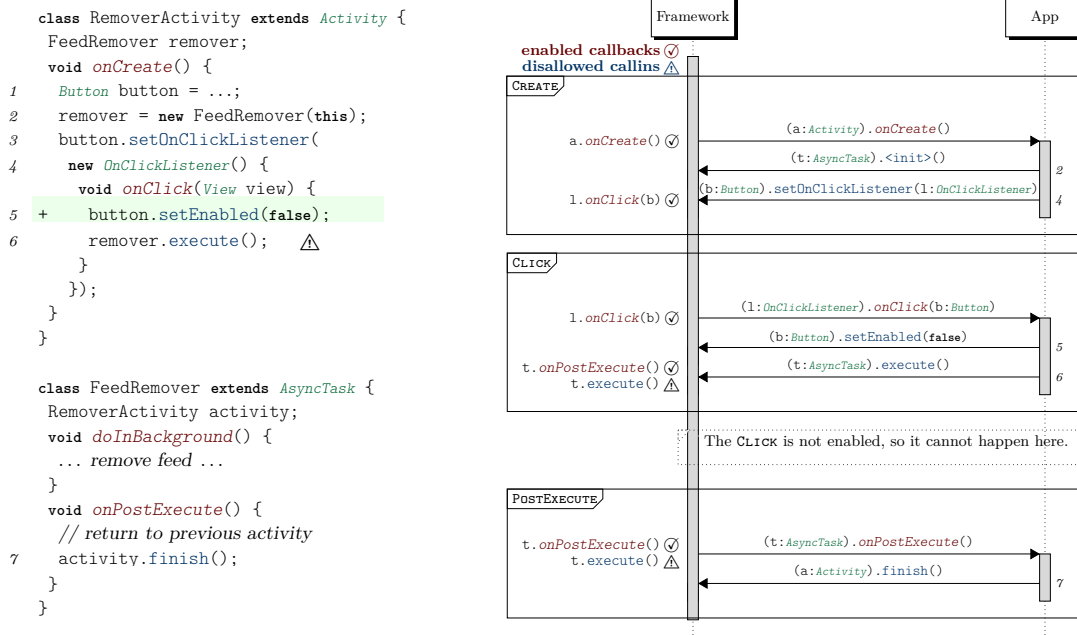 class RemoverActivity extends Activity {
FeedRemover remover;
void onCreate() {
1 Button button = ...;
2 remover = new FeedRemover(this);
3 button.setOnClickListener(
4 new OnClickListener() {
void onClick(View view) {
5 + button.setEnabled(false);
6 remover.execute(); ⚠
}
});
}
}
class FeedRemover extends AsyncTask {
RemoverActivity activity;
void doInBackground() {
... remove feed ...
}
void onPostExecute() {
// return to previous activity
7 activity.finish();
}
}
Framework
App
enabled callbacks
disallowed callins ⚠
CREATE
a.onCreate()
(a:Activity).onCreate()
(t:AsyncTask).<init>()
2
l.onClick(b)
(b:Button).setOnClickListener(l:OnClickListener)
4
CLICK
l.onClick(b)
(l:OnClickListener).onClick(b:Button)
(b:Button).setEnabled(false)
5
t.onPostExecute()
t.execute() ⚠
(t:AsyncTask).execute()
6
The CLICK is not enabled, so it cannot happen here.
POSTEXECUTE
t.onPostExecute()
t.execute() ⚠
(t:AsyncTask).onPostExecute()
(a:Activity).finish()
7